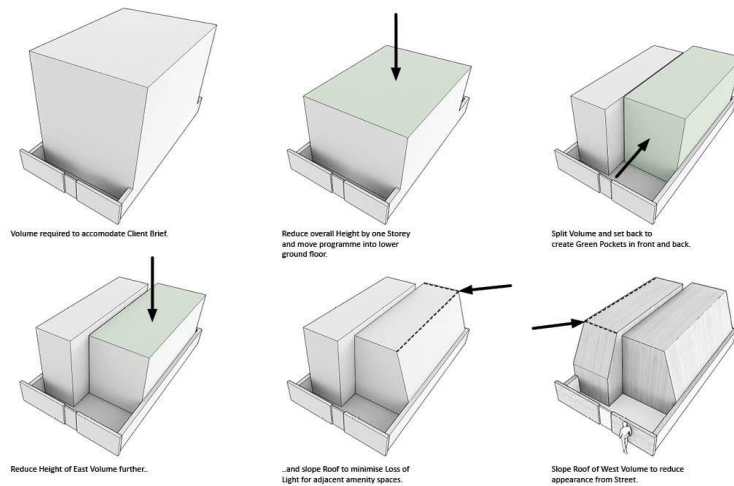 Volume required to accomodate Client Brief.
Reduce overall Height by one Storey
and move programme into lower
ground floor.
Split Volume and set back to
create Green Pockets in front and back.
Reduce Height of East Volume further..
..and slope Roof to minimise Loss of
Light for adjacent amenity spaces.
Slope Roof of West Volume to reduce
appearance from Street.